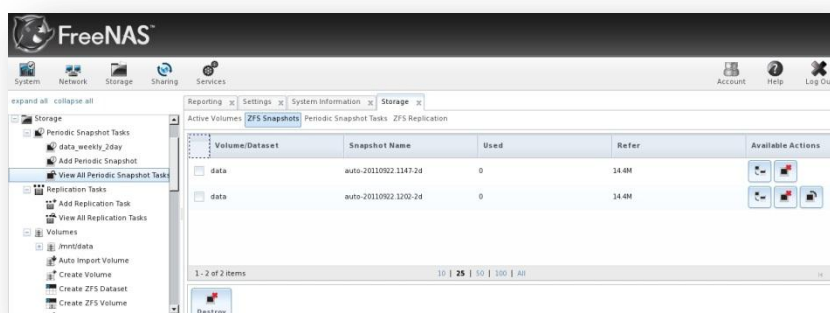 FreeNAS™
System Network Storage Sharing Services Account Help Log Ou
expand all collapse all
Reporting x Settings x System Information x Storage x
Active Volumes ZFS Snapshots Periodic Snapshot Tasks ZFS Replication
Storage
Periodic Snapshot Tasks
data_weekly_2day
Add Periodic Snapshot
View All Periodic Snapshot Tasks
Replication Tasks
Add Replication Task
View All Replication Tasks
Volumes
/mnt/data
Auto Import Volume
Create Volume
Create ZFS Dataset
Create ZFS Volume
Volume/Dataset Snapshot Name Used Refer Available Actions
data auto-20110922.1147-2d 0 14.4M
data auto-20110922.1202-2d 0 14.4M
1 - 2 of 2 items 10 | 25 | 50 | 100 | All
Destroy